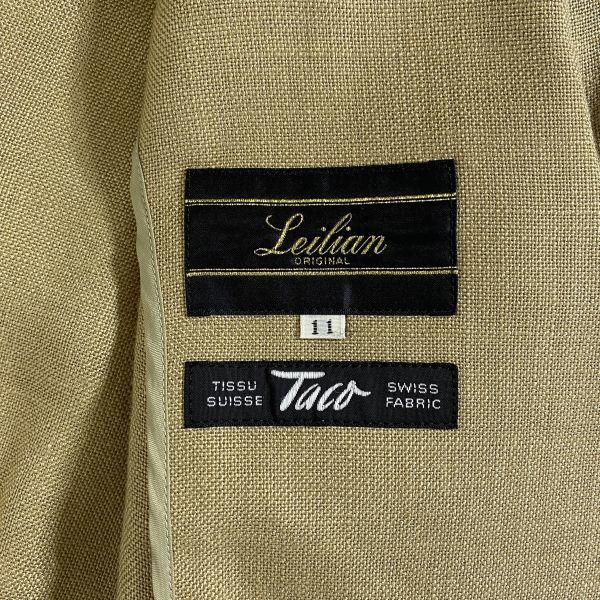 Leilian
ORIGINAL
11
TISSU SUISSE
Taco
SWISS FABRIC